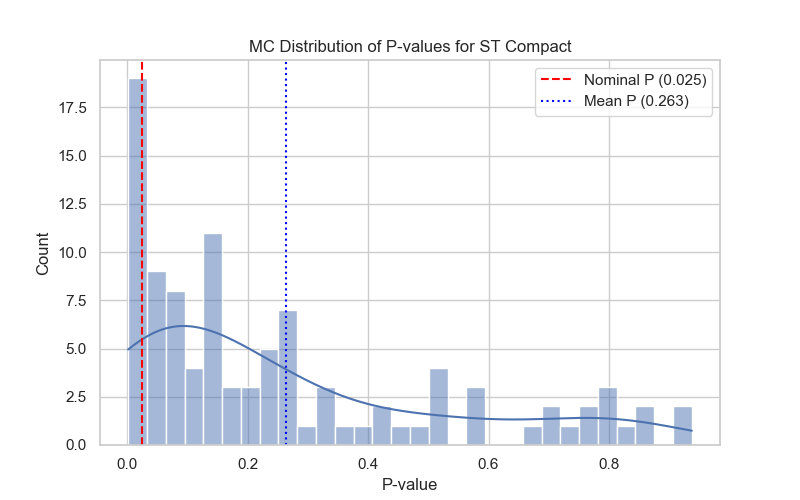 MC Distribution of P-values for ST Compact
Nominal P (0.025)
Mean P (0.263)
Count
17.5
15.0
12.5
10.0
7.5
5.0
2.5
0.0
0.0 0.2 0.4 0.6 0.8
P-value